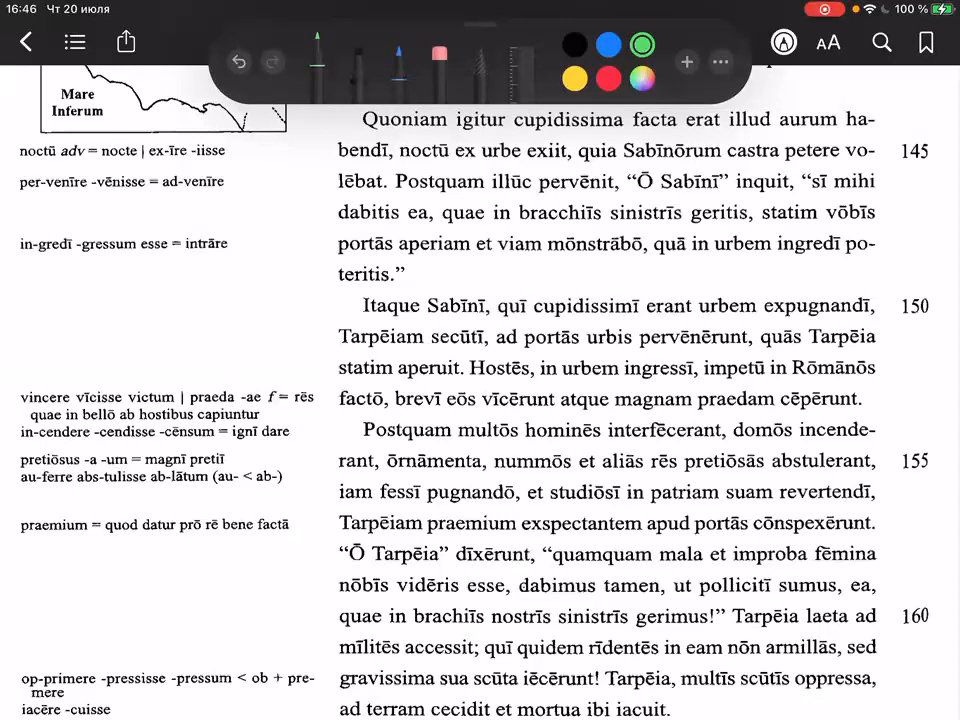 16:46 Чт 20 июля
100 %
AA
Mare
Inferum
noctū adv = nocte | ex-īre -iisse
per-venīre -vēnisse = ad-venīre
in-gredī -gressum esse = intrāre
vincere vīcisse victum | praeda -ae f = rēs
quae in bellō ab hostibus capiuntur
in-cendere -cendisse -cēnsum = ignī dare
pretiōsus -a -um = magnī pretiī
au-ferre abs-tulisse ab-lātum (au- < ab-)
praemium = quod datur prō rē bene factā
op-primere -pressisse -pressum < ob + pre-
mere
iacēre -cuisse
Quoniam igitur cupidissima facta erat illud aurum ha-
bendī, noctū ex urbe exiit, quia Sabīnōrum castra petere vo- 145
lēbat. Postquam illūc pervēnit, “Ō Sabīnī” inquit, “sī mihi
dabitis ea, quae in bracchiīs sinistrīs geritis, statim vōbīs
portās aperiam et viam mōnstrābō, quā in urbem ingredī po-
teritis.”
Itaque Sabīnī, quī cupidissimī erant urbem expugnandī, 150
Tarpēiam secūtī, ad portās urbis pervēnērunt, quās Tarpēia
statim aperuit. Hostēs, in urbem ingressī, impetū in Rōmānōs
factō, brevī eōs vīcērunt atque magnam praedam cēpērunt.
Postquam multōs hominēs interfēcerant, domōs incende-
rant, ōrnāmenta, nummōs et aliās rēs pretiōsās abstulerant, 155
iam fessī pugnandō, et studiōsī in patriam suam revertendī,
Tarpēiam praemium exspectantem apud portās cōnspexērunt.
“Ō Tarpēia” dīxērunt, “quamquam mala et improba fēmina
nōbīs vidēris esse, dabimus tamen, ut pollicitī sumus, ea,
quae in brachiīs nostrīs sinistrīs gerimus!” Tarpēia laeta ad 160
mīlitēs accessit; quī quidem rīdentēs in eam nōn armillās, sed
gravissima sua scūta iēcērunt! Tarpēia, multīs scūtīs oppressa,
ad terram cecidit et mortua ibi iacuit.